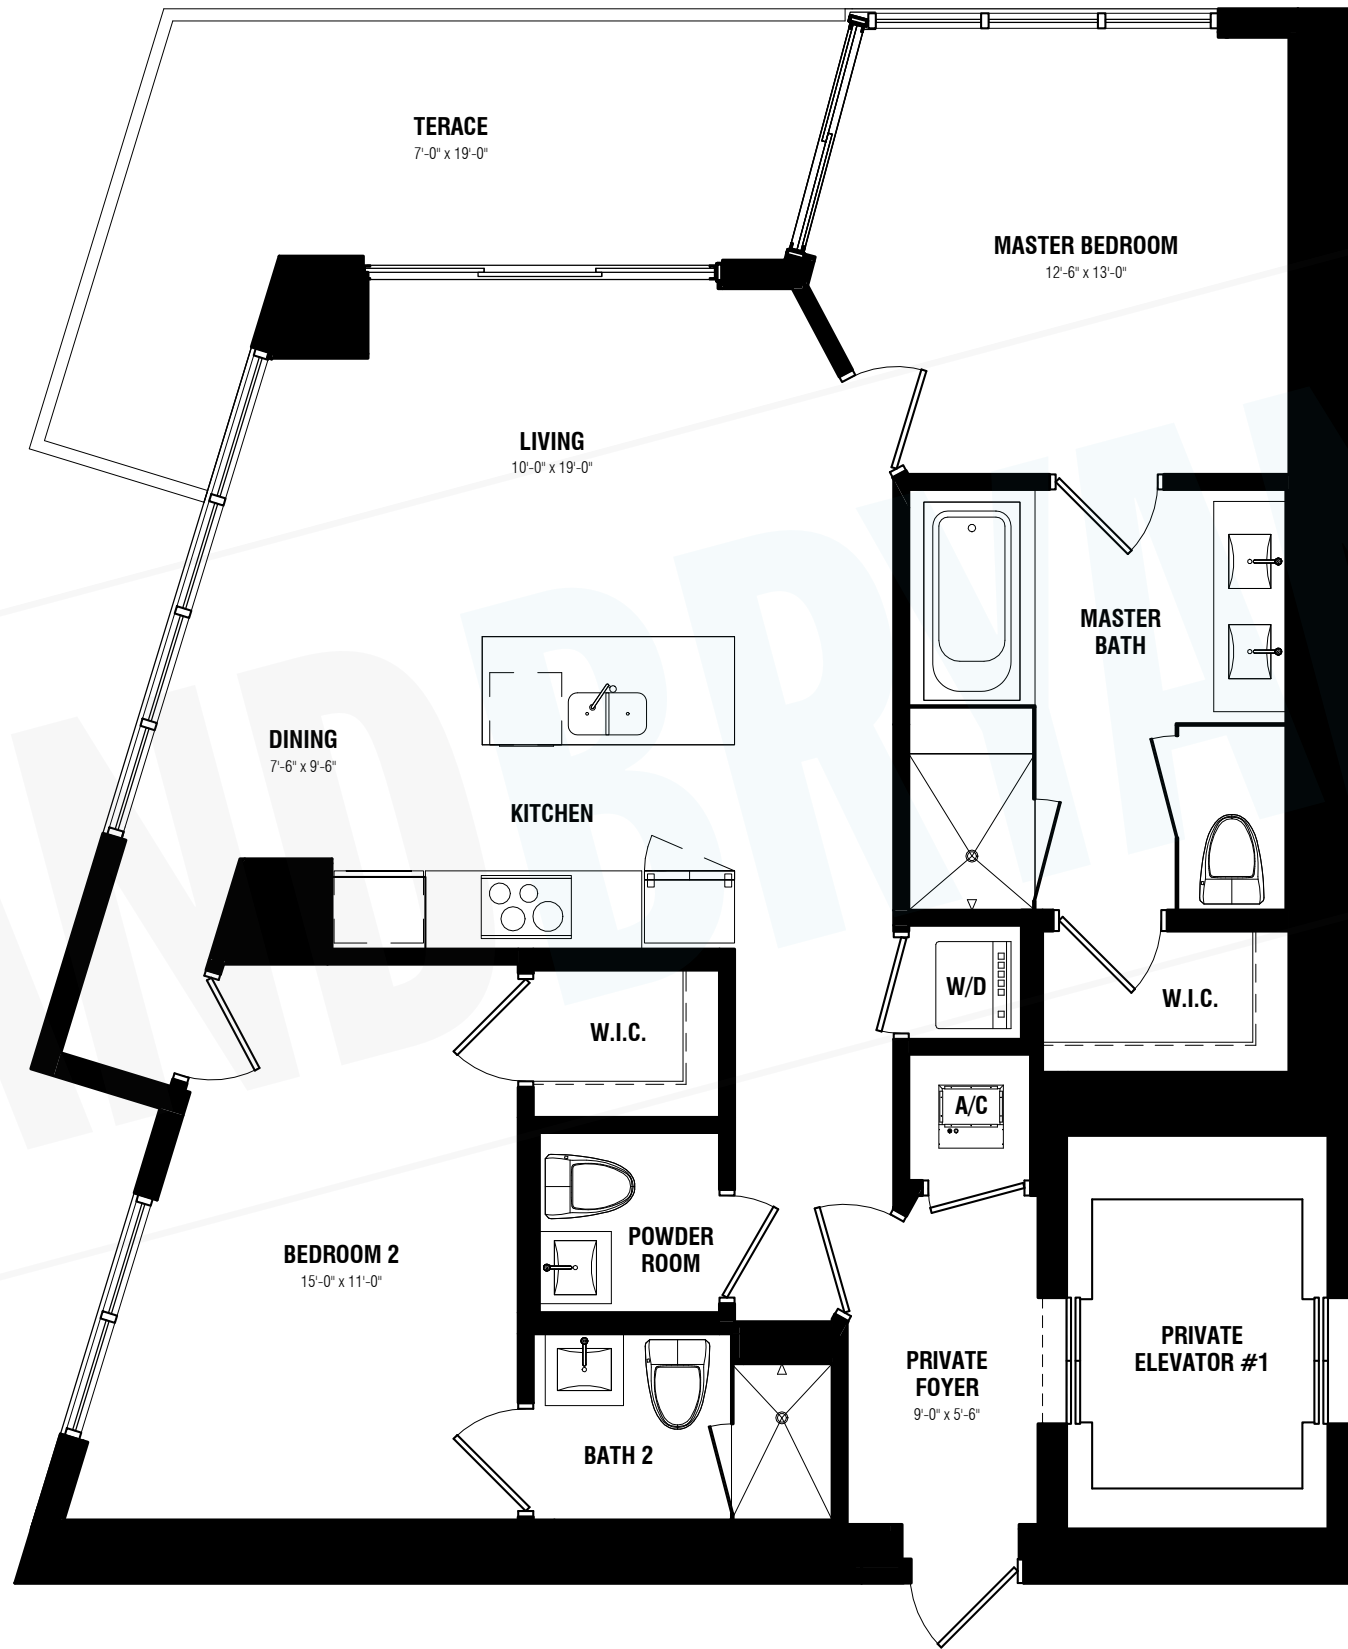 TERACE
7'-0" x 19'-0"
MASTER BEDROOM
12'-6" x 13'-0"
LIVING
10'-0" x 19'-0"
MASTER
BATH
DINING
7'-6" x 9'-6"
KITCHEN
W/D
W.I.C.
W.I.C.
A/C
POWDER
ROOM
BEDROOM 2
15'-0" x 11'-0"
PRIVATE
ELEVATOR #1
PRIVATE
FOYER
9'-0" x 5'-6"
BATH 2